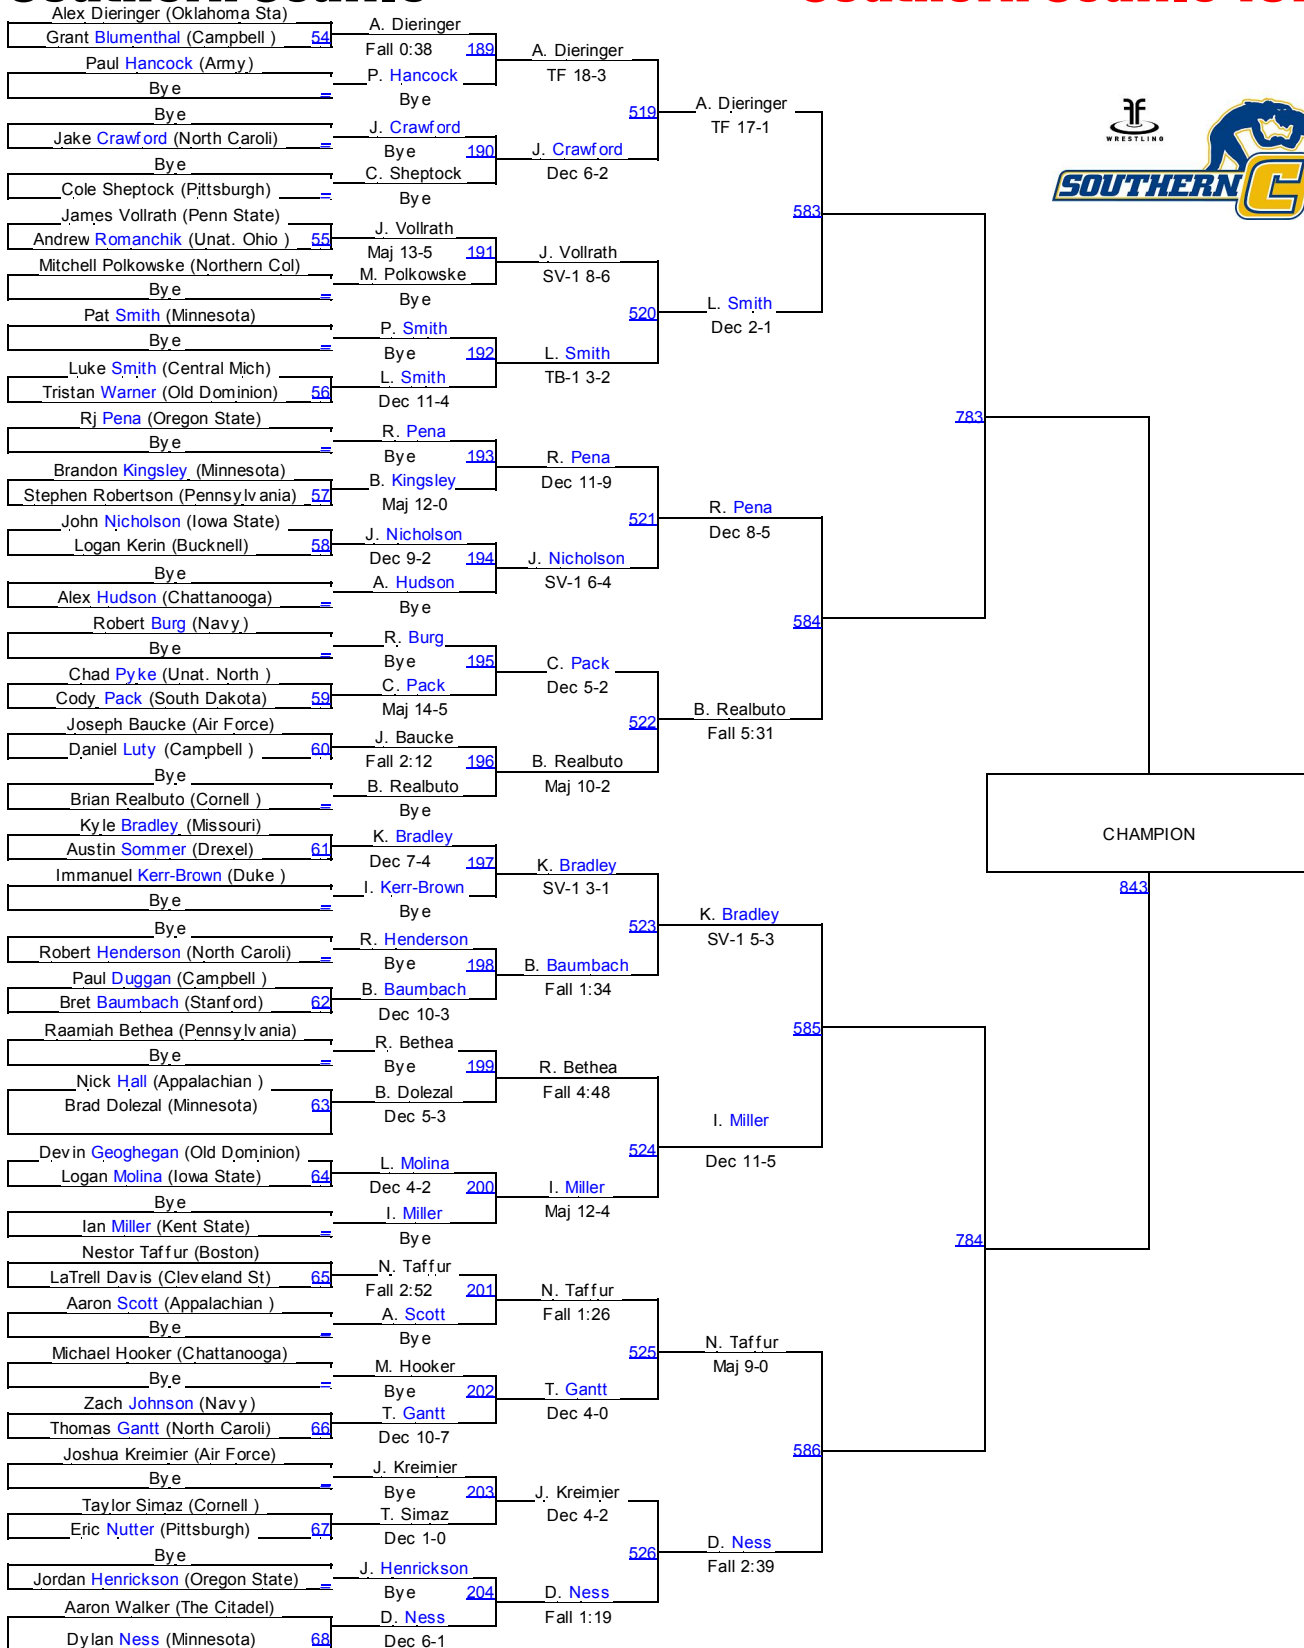 Alex Dieringer (Oklahoma Sta)
Grant Blumenthal (Campbell ) 54
Paul Hancock (Army)
Bye
Bye
Jake Crawford (North Caroli)
Bye
Cole Sheptock (Pittsburgh)
James Vollrath (Penn State)
Andrew Romanchik (Unat. Ohio ) 55
Mitchell Polkowske (Northern Col)
Bye
Pat Smith (Minnesota)
Bye
Luke Smith (Central Mich)
Tristan Warner (Old Dominion) 56
Rj Pena (Oregon State)
Bye
Brandon Kingsley (Minnesota)
Stephen Robertson (Pennsylvania) 57
John Nicholson (Iowa State)
Logan Kerin (Bucknell) 58
Bye
Alex Hudson (Chattanooga)
Robert Burg (Navy)
Bye
Chad Pyke (Unat. North )
Cody Pack (South Dakota) 59
Joseph Baucke (Air Force)
Daniel Luty (Campbell ) 60
Bye
Brian Realbuto (Cornell )
Kyle Bradley (Missouri)
Austin Sommer (Drexel) 61
Immanuel Kerr-Brown (Duke )
Bye
Bye
Robert Henderson (North Caroli)
Paul Duggan (Campbell )
Bret Baumbach (Stanford) 62
Raamiah Bethea (Pennsylvania)
Bye
Nick Hall (Appalachian )
Brad Dolezal (Minnesota) 63
Devin Geoghegan (Old Dominion)
Logan Molina (Iowa State) 64
Bye
Ian Miller (Kent State)
Nestor Taffur (Boston)
LaTrell Davis (Cleveland St) 65
Aaron Scott (Appalachian )
Bye
Michael Hooker (Chattanooga)
Bye
Zach Johnson (Navy)
Thomas Gantt (North Caroli) 66
Joshua Kreimier (Air Force)
Bye
Taylor Simaz (Cornell )
Eric Nutter (Pittsburgh) 67
Bye
Jordan Henrickson (Oregon State)
Aaron Walker (The Citadel)
Dylan Ness (Minnesota) 68
A. Dieringer
Fall 0:38 189
P. Hancock
Bye
J. Crawford
Bye 190
C. Sheptock
Bye
J. Vollrath
Maj 13-5 191
M. Polkowske
Bye
P. Smith
Bye 192
L. Smith
Dec 11-4
R. Pena
Bye 193
B. Kingsley
Maj 12-0
J. Nicholson
Dec 9-2 194
A. Hudson
Bye
R. Burg
Bye 195
C. Pack
Maj 14-5
J. Baucke
Fall 2:12 196
B. Realbuto
Bye
K. Bradley
Dec 7-4 197
I. Kerr-Brown
Bye
R. Henderson
Bye 198
B. Baumbach
Dec 10-3
R. Bethea
Bye 199
B. Dolezal
Dec 5-3
L. Molina
Dec 4-2 200
I. Miller
Bye
N. Taffur
Fall 2:52 201
A. Scott
Bye
M. Hooker
Bye 202
T. Gantt
Dec 10-7
J. Kreimier
Bye 203
T. Simaz
Dec 1-0
J. Henrickson
Bye 204
D. Ness
Dec 6-1
A. Dieringer
TF 18-3
519
J. Crawford
Dec 6-2
J. Vollrath
SV-1 8-6
520
L. Smith
TB-1 3-2
R. Pena
Dec 11-9
521
J. Nicholson
SV-1 6-4
C. Pack
Dec 5-2
522
B. Realbuto
Maj 10-2
K. Bradley
SV-1 3-1
523
B. Baumbach
Fall 1:34
R. Bethea
Fall 4:48
524
I. Miller
Maj 12-4
N. Taffur
Fall 1:26
525
T. Gantt
Dec 4-0
J. Kreimier
Dec 4-2
526
D. Ness
Fall 1:19
A. Dieringer
TF 17-1
583
L. Smith
Dec 2-1
R. Pena
Dec 8-5
584
B. Realbuto
Fall 5:31
K. Bradley
SV-1 5-3
585
I. Miller
Dec 11-5
N. Taffur
Maj 9-0
586
D. Ness
Fall 2:39
783
784
CHAMPION
843
WRESTLING
SOUTHERN C